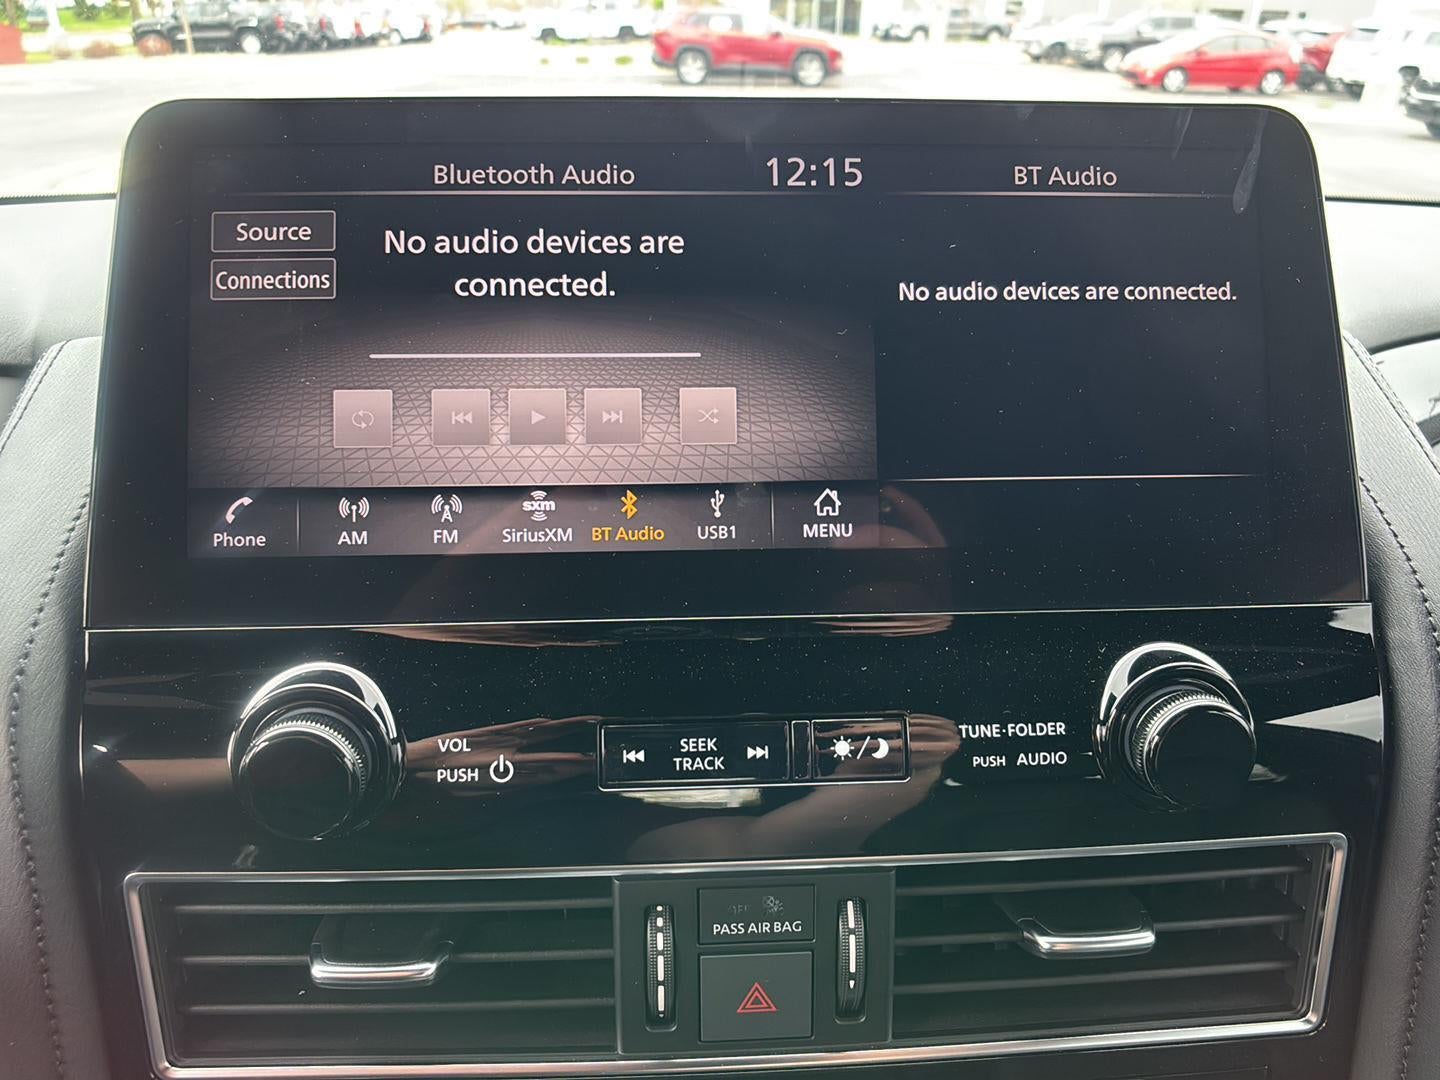 Bluetooth Audio
12:15
BT Audio
Source
Connections
No audio devices are
connected.
No audio devices are connected.
Phone
AM
FM
sxm
SiriusXM
BT Audio
USB1
MENU
VOL
PUSH
SEEK
TRACK
TUNE·FOLDER
PUSH AUDIO
OFF
PASS AIR BAG